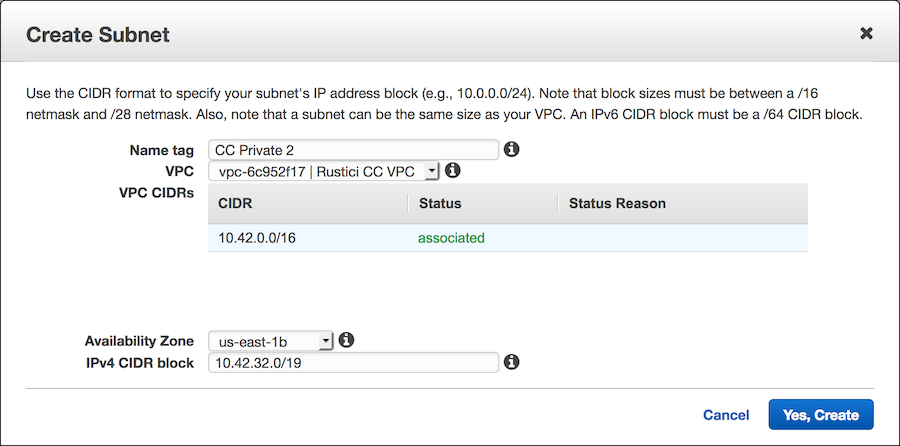 Create Subnet
Use the CIDR format to specify your subnet's IP address block (e.g., 10.0.0.0/24). Note that block sizes must be between a /16
netmask and /28 netmask. Also, note that a subnet can be the same size as your VPC. An IPv6 CIDR block must be a /64 CIDR block.
Name tag CC Private 2
VPC vpc-6c952f17 | Rustici CC VPC
VPC CIDRs
CIDR Status Status Reason
10.42.0.0/16 associated
Availability Zone us-east-1b
IPv4 CIDR block 10.42.32.0/19
Cancel Yes, Create